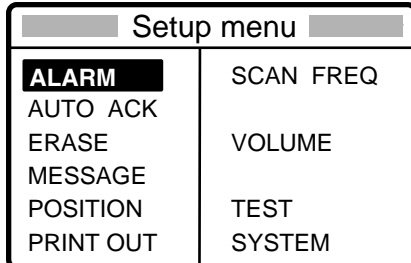 Setup menu
ALARM
AUTO ACK
ERASE
MESSAGE
POSITION
PRINT OUT
SCAN FREQ
VOLUME
TEST
SYSTEM